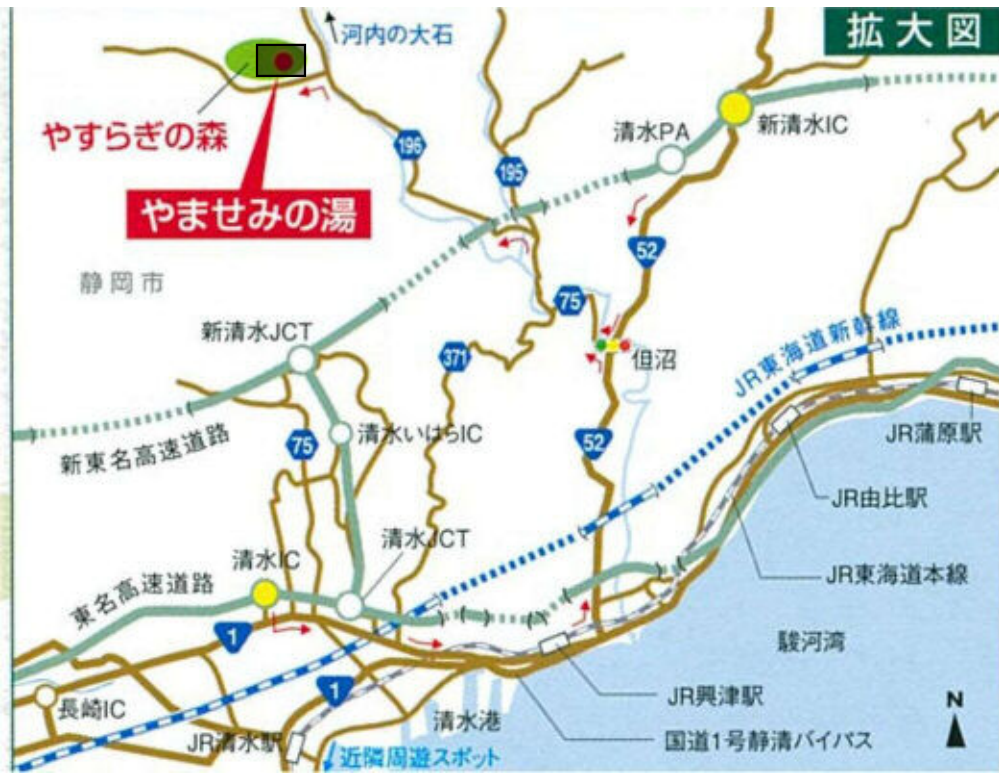 拡大図
河内の大石
やすらぎの森
やませみの湯
静岡市
196
195
清水PA
新清水IC
52
75
新清水JCT
371
但沼
JR東海道新幹線
75
清水いはらIC
新東名高速道路
52
JR蒲原駅
JR由比駅
清水IC
清水JCT
東名高速道路
JR東海道本線
1
駿河湾
1
長崎IC
清水港
JR興津駅
N
JR清水駅
近隣周遊スポット
国道1号静清バイパス